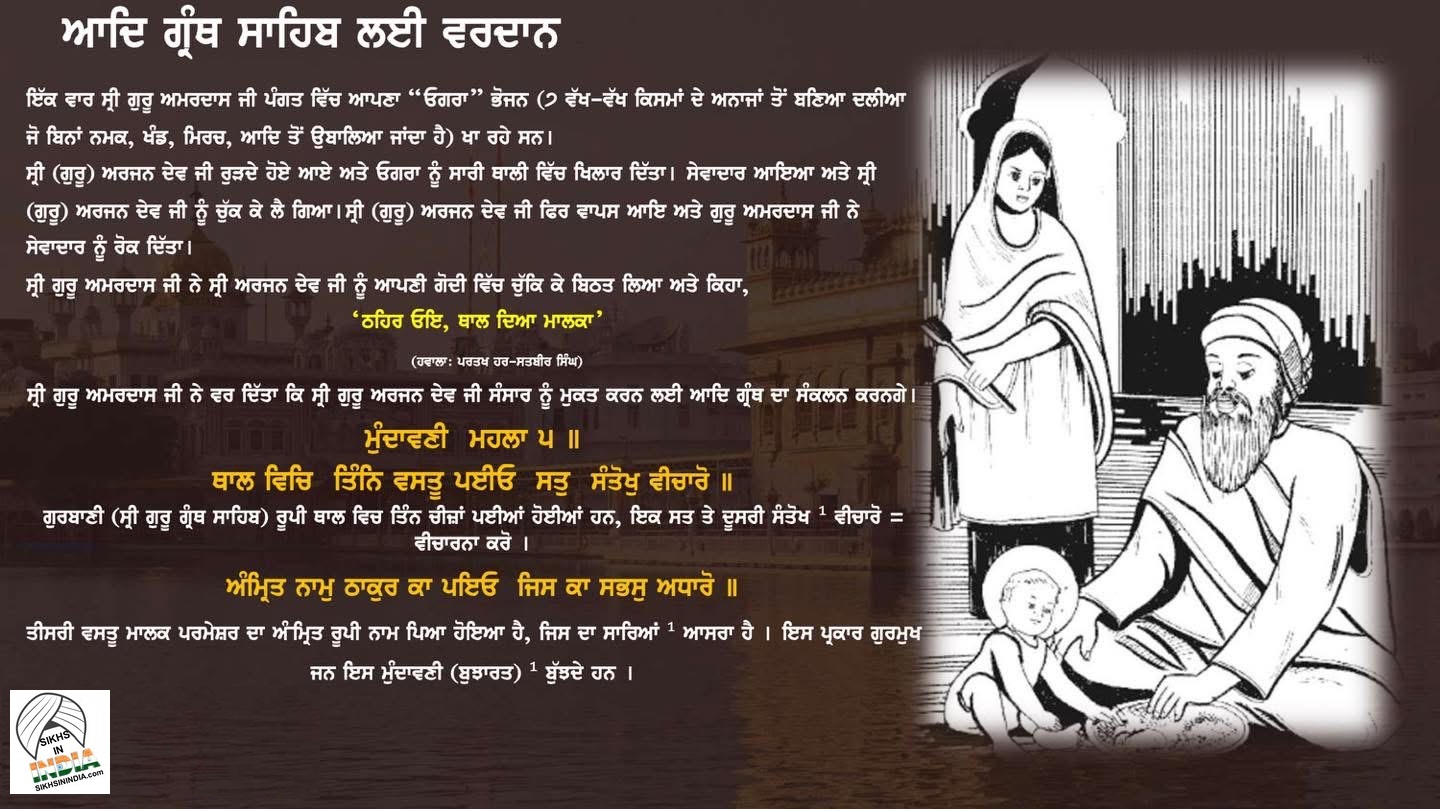 ਆਦਿ ਗ੍ਰੰਥ ਸਾਹਿਬ ਲਈ ਵਰਦਾਨ
ਇੱਕ ਵਾਰ ਸ੍ਰੀ ਗੁਰੂ ਅਮਰਦਾਸ ਜੀ ਪੰਗਤ ਵਿੱਚ ਆਪਣਾ “ਓਗਰਾ” ਭੋਜਨ (੭ ਵੱਖ-ਵੱਖ ਕਿਸਮਾਂ ਦੇ ਅਨਾਜਾਂ ਤੋਂ ਬਣਿਆ ਦਲੀਆ
ਜੋ ਬਿਨਾਂ ਨਮਕ, ਖੰਡ, ਮਿਰਚ, ਆਦਿ ਤੋਂ ਉਬਾਲਿਆ ਜਾਂਦਾ ਹੈ) ਖਾ ਰਹੇ ਸਨ।
ਸ੍ਰੀ (ਗੁਰੂ) ਅਰਜਨ ਦੇਵ ਜੀ ਰੁੜਦੇ ਹੋਏ ਆਏ ਅਤੇ ਓਗਰਾ ਨੂੰ ਸਾਰੀ ਥਾਲੀ ਵਿੱਚ ਖਿਲਾਰ ਦਿੱਤਾ। ਸੇਵਾਦਾਰ ਆਇਆ ਅਤੇ ਸ੍ਰੀ
(ਗੁਰੂ) ਅਰਜਨ ਦੇਵ ਜੀ ਨੂੰ ਚੁੱਕ ਕੇ ਲੈ ਗਿਆ।ਸ੍ਰੀ (ਗੁਰੂ) ਅਰਜਨ ਦੇਵ ਜੀ ਫਿਰ ਵਾਪਸ ਆਇ ਅਤੇ ਗੁਰੂ ਅਮਰਦਾਸ ਜੀ ਨੇ
ਸੇਵਾਦਾਰ ਨੂੰ ਰੋਕ ਦਿੱਤਾ।
ਸ੍ਰੀ ਗੁਰੂ ਅਮਰਦਾਸ ਜੀ ਨੇ ਸ੍ਰੀ ਅਰਜਨ ਦੇਵ ਜੀ ਨੂੰ ਆਪਣੀ ਗੋਦੀ ਵਿੱਚ ਚੁੱਕਿ ਕੇ ਬਿਠਤ ਲਿਆ ਅਤੇ ਕਿਹਾ,
‘ਠਹਿਰ ਓਇ, ਥਾਲ ਦਿਆ ਮਾਲਕਾ’
(ਹਵਾਲਾ: ਪਰਤਖ ਹਰ-ਸਤਬੀਰ ਸਿੰਘ)
ਸ੍ਰੀ ਗੁਰੂ ਅਮਰਦਾਸ ਜੀ ਨੇ ਵਰ ਦਿੱਤਾ ਕਿ ਸ੍ਰੀ ਗੁਰੂ ਅਰਜਨ ਦੇਵ ਜੀ ਸੰਸਾਰ ਨੂੰ ਮੁਕਤ ਕਰਨ ਲਈ ਆਦਿ ਗ੍ਰੰਥ ਦਾ ਸੰਕਲਨ ਕਰਨਗੇ।
ਮੁੰਦਾਵਣੀ ਮਹਲਾ ੫ ॥
ਥਾਲ ਵਿਚਿ ਤਿੰਨਿ ਵਸਤੂ ਪਈਓ ਸਤੁ ਸੰਤੋਖੁ ਵੀਚਾਰੋ ॥
ਗੁਰਬਾਣੀ (ਸ੍ਰੀ ਗੁਰੂ ਗ੍ਰੰਥ ਸਾਹਿਬ) ਰੂਪੀ ਥਾਲ ਵਿਚ ਤਿੰਨ ਚੀਜ਼ਾਂ ਪਈਆਂ ਹੋਈਆਂ ਹਨ, ਇਕ ਸਤ ਤੇ ਦੂਸਰੀ ਸੰਤੋਖ ¹ ਵੀਚਾਰੋ =
ਵੀਚਾਰਨਾ ਕਰੋ ।
ਅੰਮ੍ਰਿਤ ਨਾਮੁ ਠਾਕੁਰ ਕਾ ਪਇਓ ਜਿਸ ਕਾ ਸਭਸੁ ਅਧਾਰੋ ॥
ਤੀਸਰੀ ਵਸਤੂ ਮਾਲਕ ਪਰਮੇਸ਼ਰ ਦਾ ਅੰਮ੍ਰਿਤ ਰੂਪੀ ਨਾਮ ਪਿਆ ਹੋਇਆ ਹੈ, ਜਿਸ ਦਾ ਸਾਰਿਆਂ ¹ ਆਸਰਾ ਹੈ । ਇਸ ਪ੍ਰਕਾਰ ਗੁਰਮੁਖ
ਜਨ ਇਸ ਮੁੰਦਾਵਣੀ (ਬੁਝਾਰਤ) ¹ ਬੁੱਝਦੇ ਹਨ ।
SIKHS
IN
INDIA
SIKHSININDIA.com